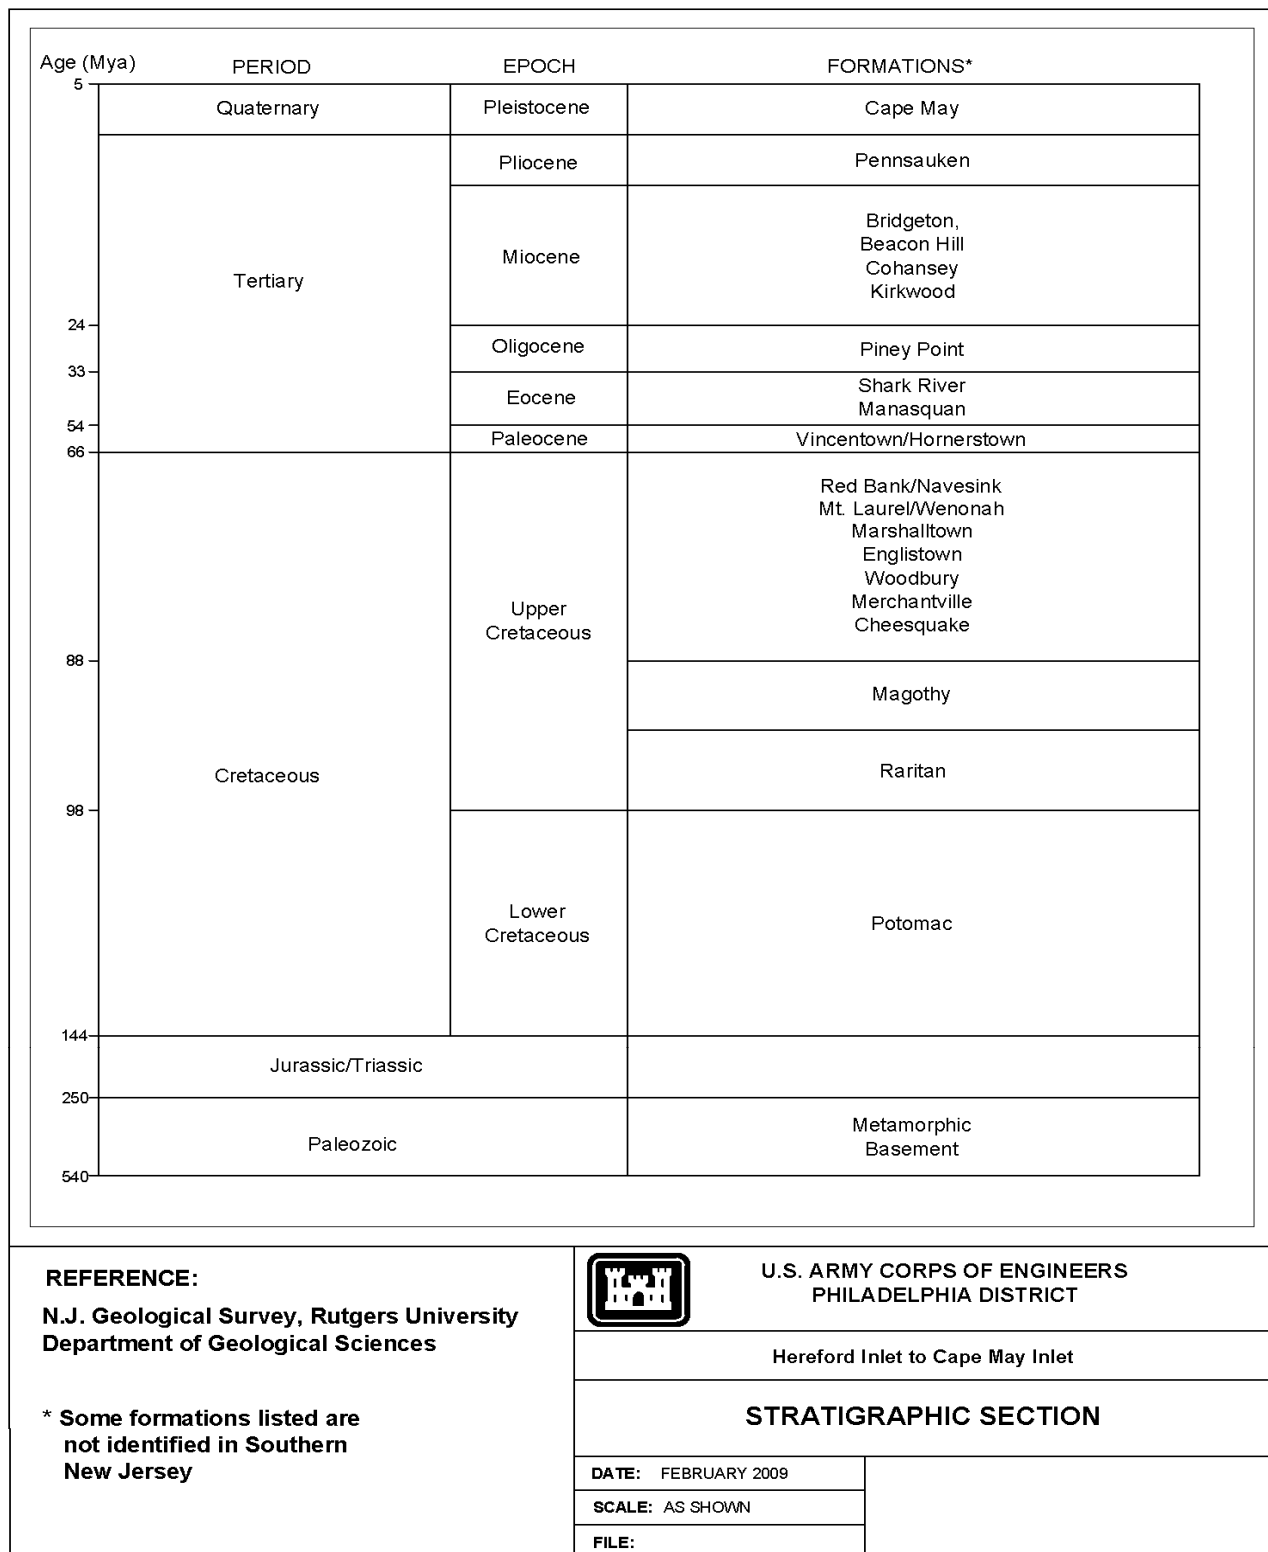 Age (Mya) PERIOD EPOCH FORMATIONS*
5
Quaternary Pleistocene Cape May
Pliocene Pennsauken
Bridgeton,
Beacon Hill
Miocene
Cohansey
Tertiary
Kirkwood
24
Oligocene Piney Point
33
Shark River
Eocene
Manasquan
54
Paleocene Vincentown/Hornerstown
66
Red Bank/Navesink
Mt. Laurel/Wenonah
Marshalltown
Englistown
Woodbury
Merchantville
Upper
Cretaceous
Cheesquake
88
Magothy
Raritan
Cretaceous
98
Lower
Cretaceous
Potomac
144
Jurassic/Triassic
250
Metamorphic
Paleozoic
Basement
540
REFERENCE:
N.J. Geological Survey, Rutgers University
Department of Geological Sciences
* Some formations listed are
not identified in Southern
New Jersey
U.S. ARMY CORPS OF ENGINEERS
PHILADELPHIA DISTRICT
Hereford Inlet to Cape May Inlet
STRATIGRAPHIC SECTION
DATE: FEBRUARY 2009
SCALE: AS SHOWN
FILE: